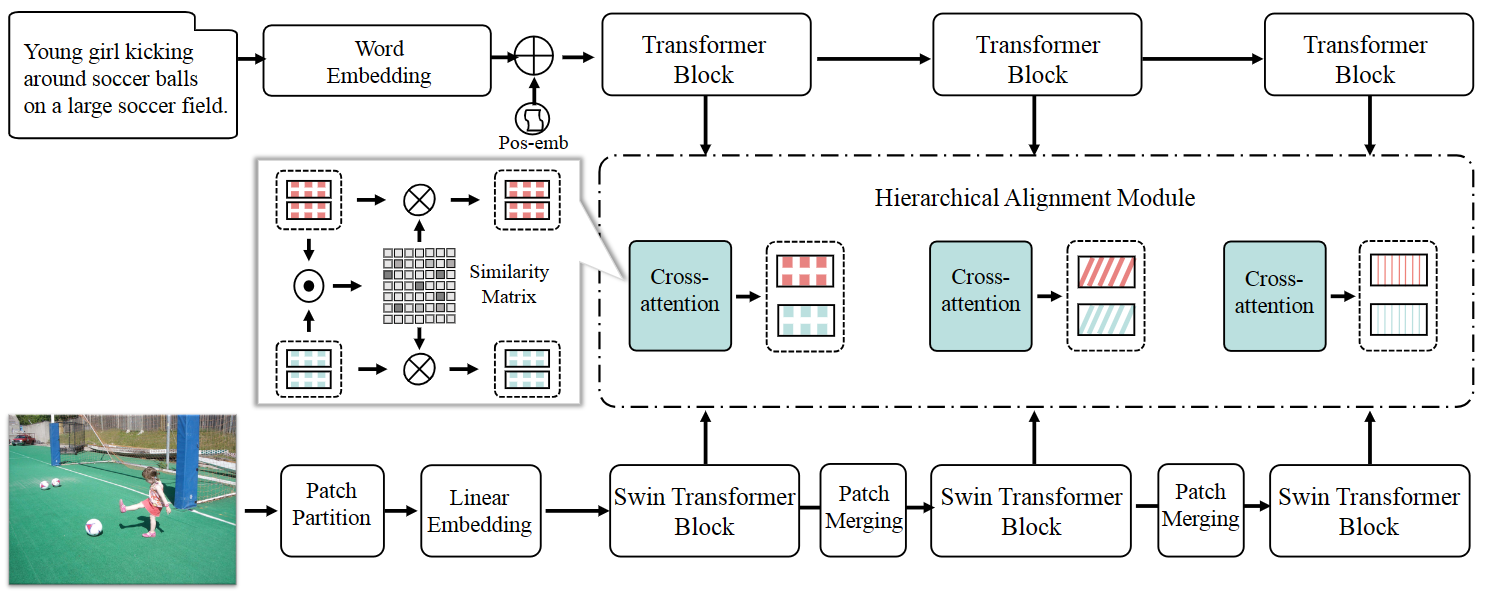 Young girl kicking
around soccer balls
on a large soccer field.
Word
Embedding
Pos-emb
Transformer
Block
Transformer
Block
Transformer
Block
Hierarchical Alignment Module
Similarity
Matrix
Cross-
attention
Cross-
attention
Cross-
attention
Patch
Partition
Linear
Embedding
Swin Transformer
Block
Patch
Merging
Swin Transformer
Block
Patch
Merging
Swin Transformer
Block